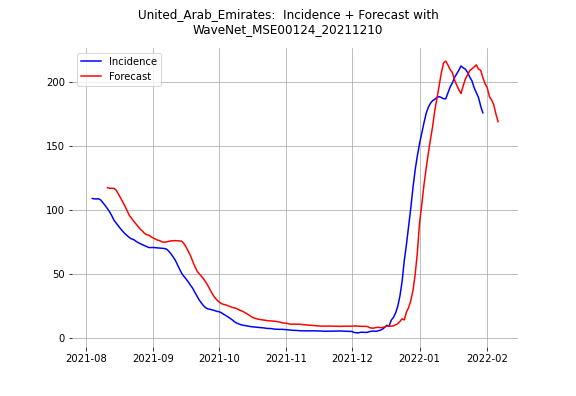 United_Arab_Emirates:  Incidence + Forecast with
WaveNet_MSE00124_20211210
Incidence
Forecast
200
150
100
50
0
2021-08 2021-09 2021-10 2021-11 2021-12 2022-01 2022-02